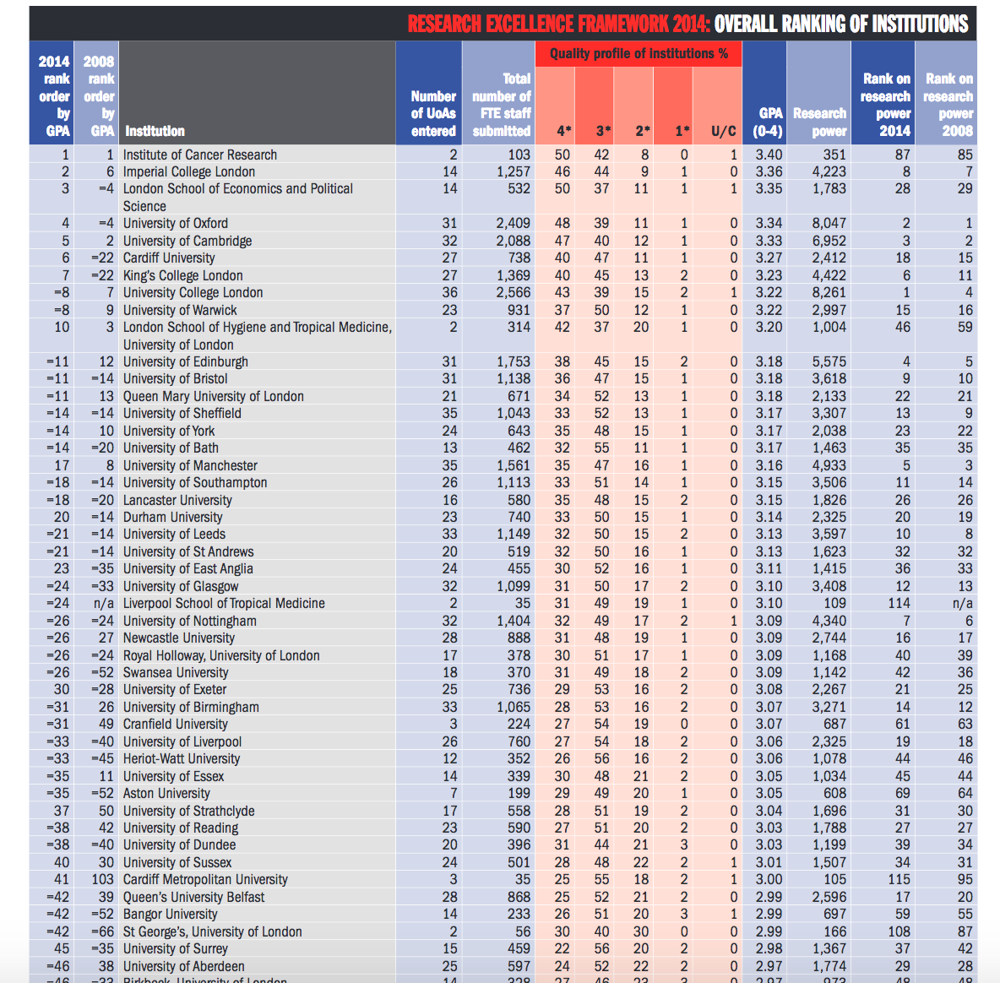 RESEARCH EXCELLENCE FRAMEWORK 2014: OVERALL RANKING OF INSTITUTIONS
Quality profile of institutions %
2014 rank order by GPA 2008 rank order by GPA Institution Number of UoAs entered Total number of FTE staff submitted 4* 3* 2* 1* U/C GPA (0-4) Research power Rank on research power 2014 Rank on research power 2008
1 1 Institute of Cancer Research 2 103 50 42 8 0 1 3.40 351 87 85
2 6 Imperial College London 14 1,257 46 44 9 1 0 3.36 4,223 8 7
3 =4 London School of Economics and Political 14 532 50 37 11 1 1 3.35 1,783 28 29
Science
4 =4 University of Oxford 31 2,409 48 39 11 1 0 3.34 8,047 2 1
5 2 University of Cambridge 32 2,088 47 40 12 1 0 3.33 6,952 3 2
6 =22 Cardiff University 27 738 40 47 11 1 0 3.27 2,412 18 15
7 =22 King's College London 27 1,369 40 45 13 2 0 3.23 4,422 6 11
=8 7 University College London 36 2,566 43 39 15 2 1 3.22 8,261 1 4
=8 9 University of Warwick 23 931 37 50 12 1 0 3.22 2,997 15 16
10 3 London School of Hygiene and Tropical Medicine, 2 314 42 37 20 1 0 3.20 1,004 46 59
University of London
=11 12 University of Edinburgh 31 1,753 38 45 15 2 0 3.18 5,575 4 5
=11 =14 University of Bristol 31 1,138 36 47 15 1 0 3.18 3,618 9 10
=11 13 Queen Mary University of London 21 671 34 52 13 1 0 3.18 2,133 22 21
=14 =14 University of Sheffield 35 1,043 33 52 13 1 0 3.17 3,307 13 9
=14 10 University of York 24 643 35 48 15 1 0 3.17 2,038 23 22
=14 =20 University of Bath 13 462 32 55 11 1 0 3.17 1,463 35 35
17 8 University of Manchester 35 1,561 35 47 16 1 0 3.16 4,933 5 3
=18 =14 University of Southampton 26 1,113 33 51 14 1 0 3.15 3,506 11 14
=18 =20 Lancaster University 16 580 35 48 15 2 0 3.15 1,826 26 26
20 =14 Durham University 23 740 33 50 15 1 0 3.14 2,325 20 19
=21 =14 University of Leeds 33 1,149 32 50 15 2 0 3.13 3,597 10 8
=21 =14 University of St Andrews 20 519 32 50 16 1 0 3.13 1,623 32 32
23 =35 University of East Anglia 24 455 30 52 16 1 0 3.11 1,415 36 33
=24 =33 University of Glasgow 32 1,099 31 50 17 2 0 3.10 3,408 12 13
=24 n/a Liverpool School of Tropical Medicine 2 35 31 49 19 1 0 3.10 109 114 n/a
=26 =24 University of Nottingham 32 1,404 32 49 17 2 1 3.09 4,340 7 6
=26 27 Newcastle University 28 888 31 48 19 1 0 3.09 2,744 16 17
=26 =24 Royal Holloway, University of London 17 378 30 51 17 1 0 3.09 1,168 40 39
=26 =52 Swansea University 18 370 31 49 18 2 0 3.09 1,142 42 36
30 =28 University of Exeter 25 736 29 53 16 2 0 3.08 2,267 21 25
=31 26 University of Birmingham 33 1,065 28 53 16 2 0 3.07 3,271 14 12
=31 49 Cranfield University 3 224 27 54 19 0 0 3.07 687 61 63
=33 =40 University of Liverpool 26 760 27 54 18 2 0 3.06 2,325 19 18
=33 =45 Heriot-Watt University 12 352 26 56 16 2 0 3.06 1,078 44 46
=35 11 University of Essex 14 339 30 48 21 2 0 3.05 1,034 45 44
=35 =52 Aston University 7 199 29 49 20 1 0 3.05 608 69 64
37 50 University of Strathclyde 17 558 28 51 19 2 0 3.04 1,696 31 30
=38 42 University of Reading 23 590 27 51 20 2 0 3.03 1,788 27 27
=38 =40 University of Dundee 20 396 31 44 21 3 0 3.03 1,199 39 34
40 30 University of Sussex 24 501 28 48 22 2 1 3.01 1,507 34 31
41 103 Cardiff Metropolitan University 3 35 25 55 18 2 1 3.00 105 115 95
=42 39 Queen's University Belfast 28 868 25 52 21 2 0 2.99 2,596 17 20
=42 =52 Bangor University 14 233 26 51 20 3 1 2.99 697 59 55
=42 =66 St George's, University of London 2 56 30 40 30 0 0 2.99 166 108 87
45 =35 University of Surrey 15 459 22 56 20 2 0 2.98 1,367 37 42
=46 38 University of Aberdeen 25 597 24 52 22 2 0 2.97 1,774 29 28
=46 =33 Birkbeck, University of London 14 328 27 46 23 3 0 2.97 973 48 48